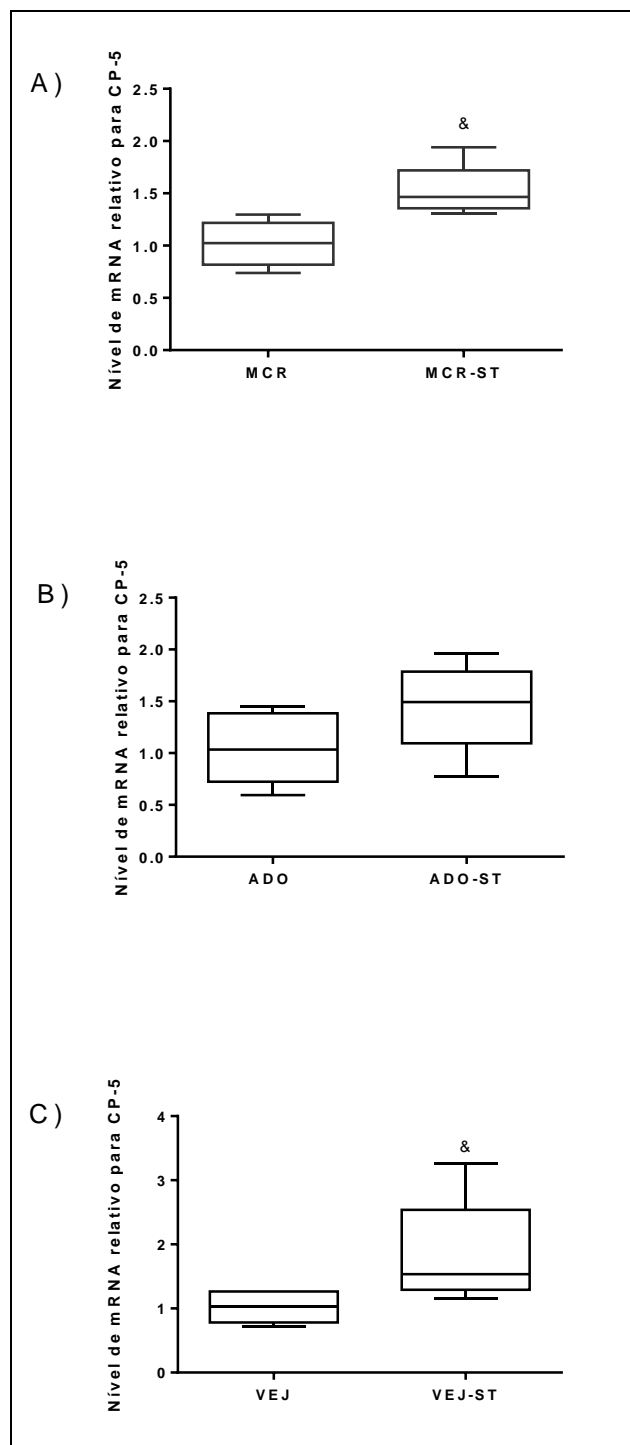 A)
Nível de mRNA relativo para CP-5
2.5
2.0
1.5
1.0
0.5
0.0
&
MCR
MCR-ST
B)
Nível de mRNA relativo para CP-5
2.5
2.0
1.5
1.0
0.5
0.0
ADO
ADO-ST
C)
Nível de mRNA relativo para CP-5
4
3
2
1
0
&
VEJ
VEJ-ST